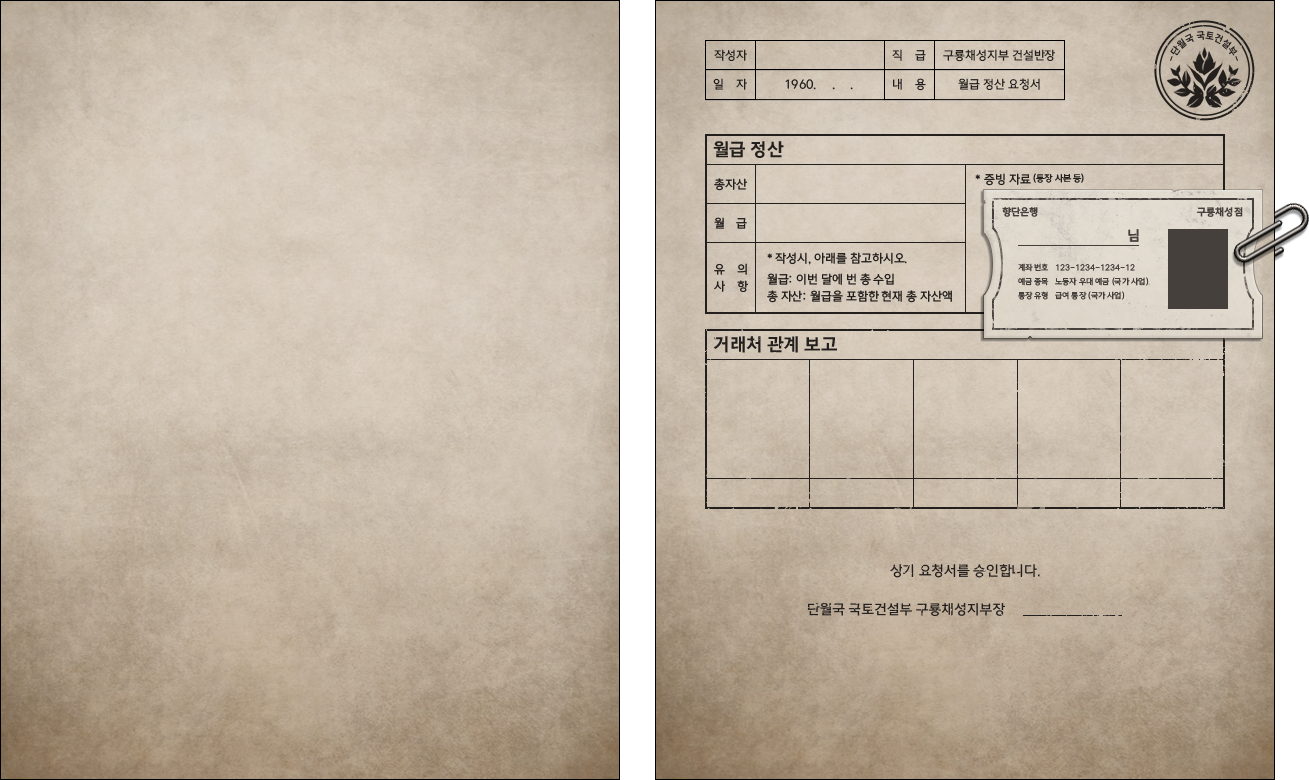 작성자 직 급 구룡채성지부 건설반장
일 자 1960. . . 내 용 월급 정산 요청서
단월국 국토건설부
월급 정산
총자산
* 증빙 자료 (통장 사본 등)
월 급
유 의
사 항
* 작성시, 아래를 참고하시오.
월급: 이번 달에 번 총 수입
총 자산: 월급을 포함한 현재 총 자산액
향단은행 구룡채성점
님
계좌 번호 123-1234-1234-12
예금 종목 노동자 우대 예금 (국가 사업)
통장 유형 급여 통장 (국가 사업)
거래처 관계 보고
상기 요청서를 승인합니다.
단월국 국토건설부 구룡채성지부장